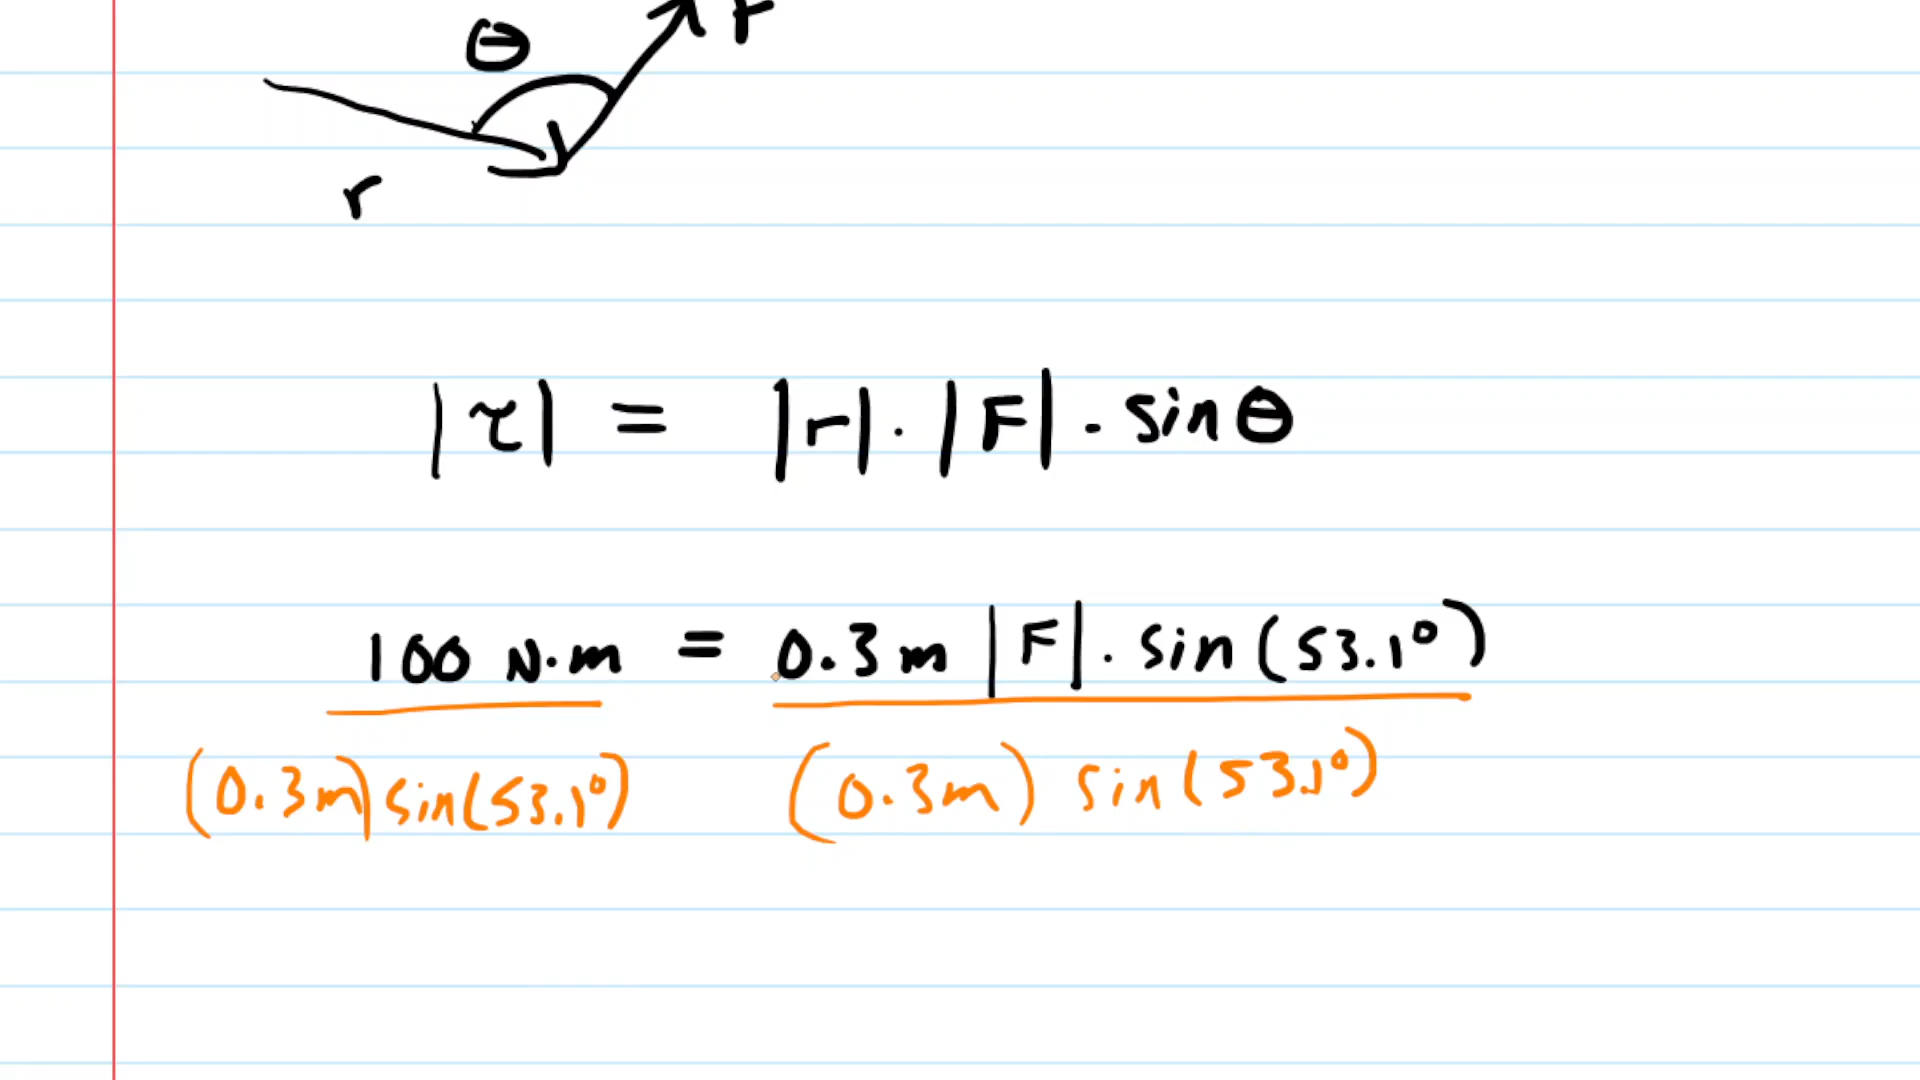 θ F
r
|τ| = |r| · |F| · sin θ
100 N·m = 0.3 m |F| · sin(53.1°)
(0.3m) sin(53.1°) (0.3m) sin(53.1°)